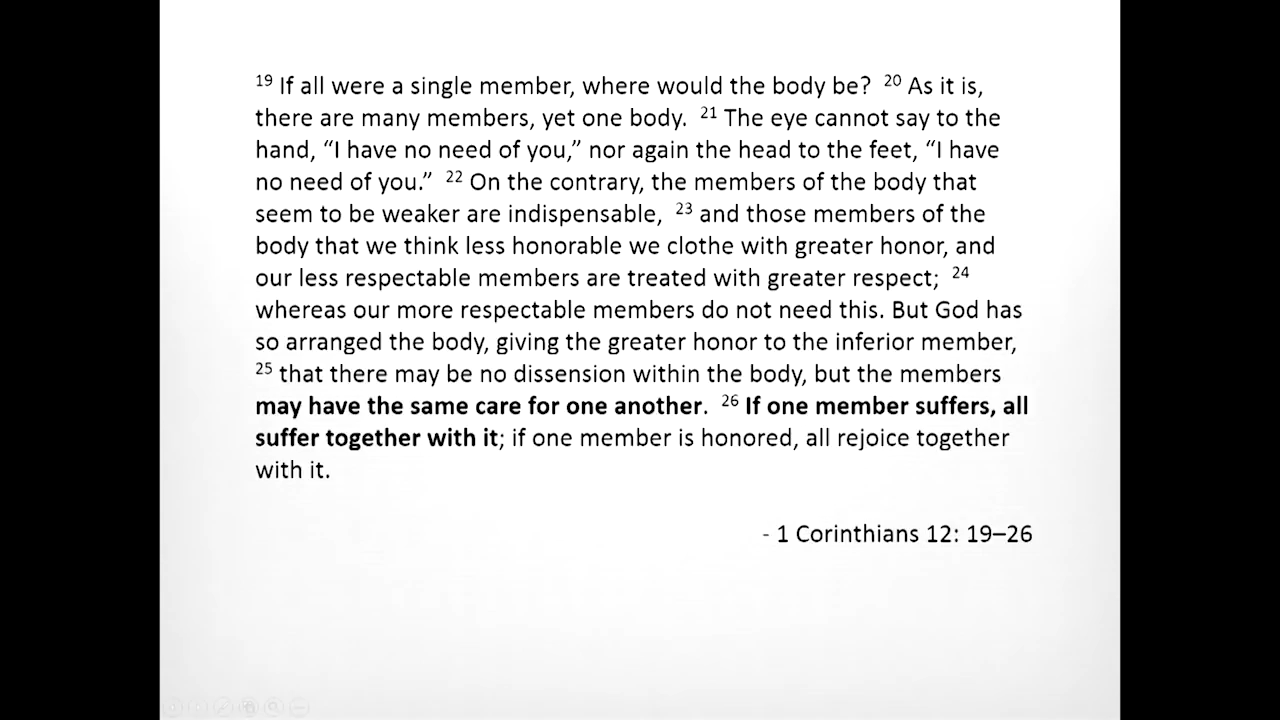 19 If all were a single member, where would the body be? 20 As it is,
there are many members, yet one body. 21 The eye cannot say to the
hand, “I have no need of you,” nor again the head to the feet, “I have
no need of you.” 22 On the contrary, the members of the body that
seem to be weaker are indispensable, 23 and those members of the
body that we think less honorable we clothe with greater honor, and
our less respectable members are treated with greater respect; 24
whereas our more respectable members do not need this. But God has
so arranged the body, giving the greater honor to the inferior member,
25 that there may be no dissension within the body, but the members
may have the same care for one another. 26 If one member suffers, all
suffer together with it; if one member is honored, all rejoice together
with it.
- 1 Corinthians 12: 19–26